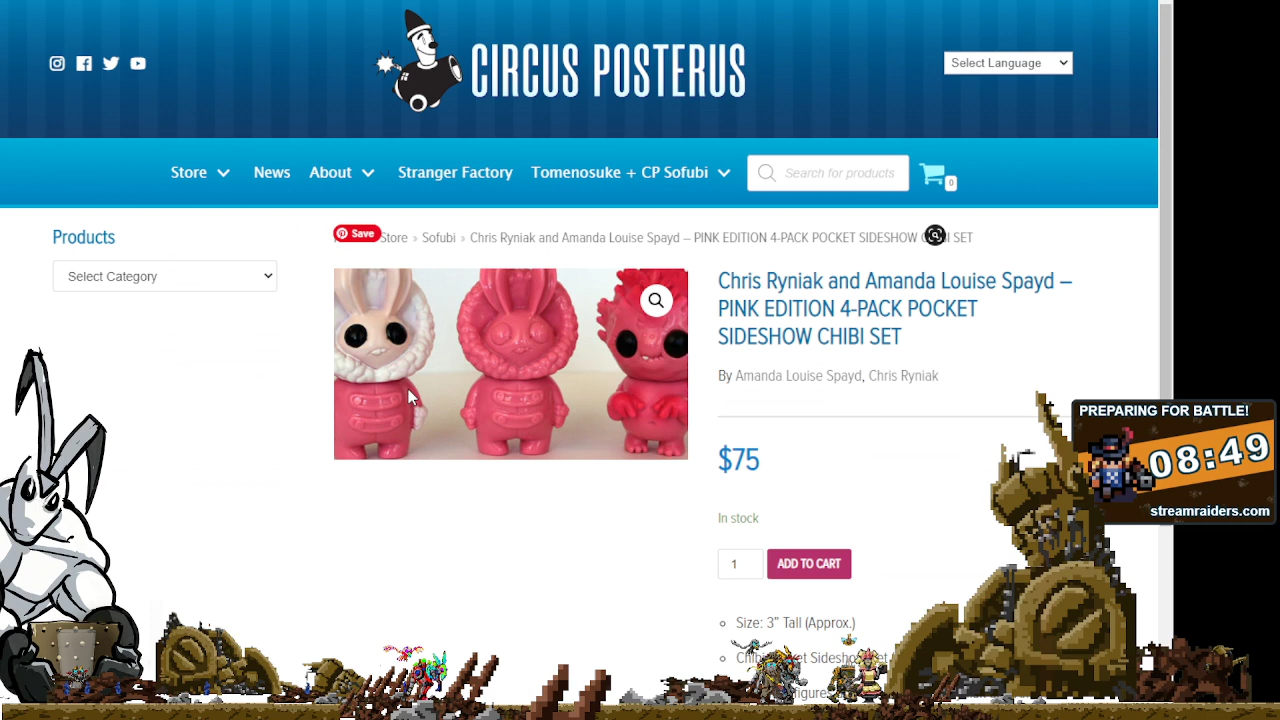 CIRCUS POSTERUS
Select Language
Store
News
About
Stranger Factory
Tomenosuke + CP Sofubi
Search for products
0
Products
Save
Store » Sofubi » Chris Ryniak and Amanda Louise Spayd – PINK EDITION 4-PACK POCKET SIDESHOW SET
Select Category
Chris Ryniak and Amanda Louise Spayd –
PINK EDITION 4-PACK POCKET
SIDESHOW CHIBI SET
By Amanda Louise Spayd, Chris Ryniak
PREPARING FOR BATTLE!
08:49
streamraiders.com
$75
In stock
1
ADD TO CART
Size: 3” Tall (Approx.)